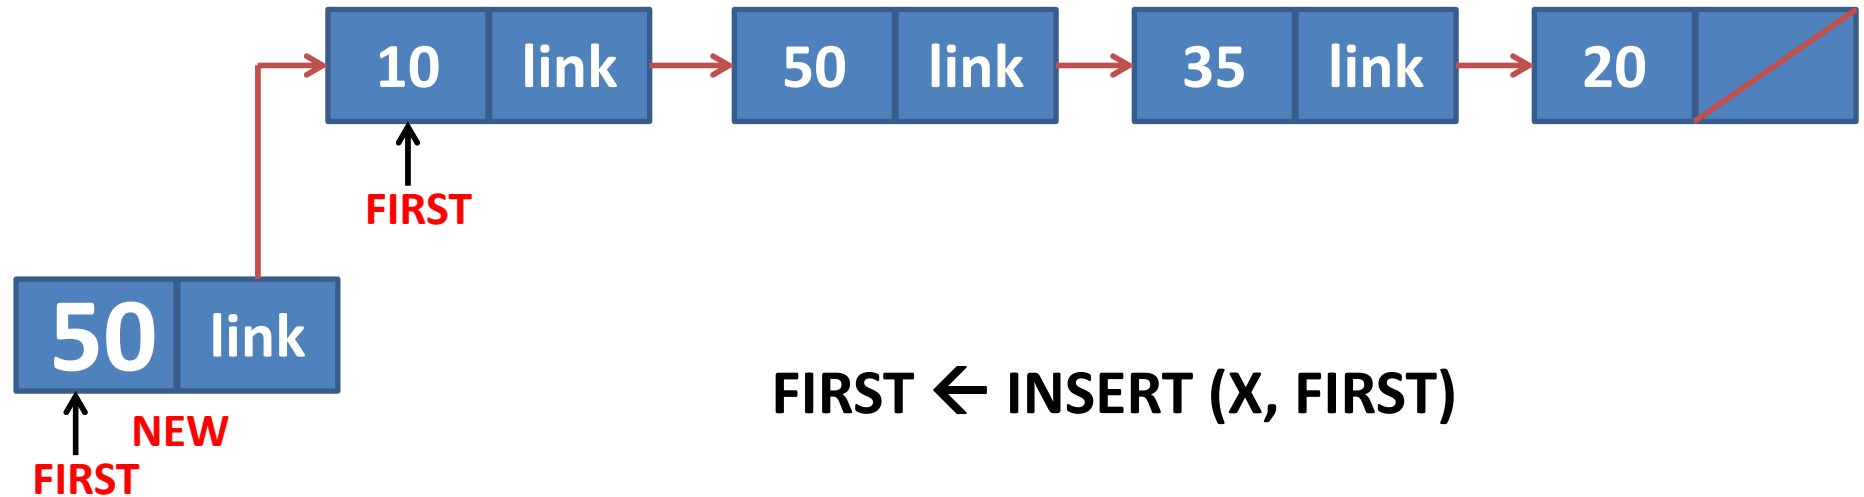 10 link 50 link 35 link 20
FIRST
50 link
FIRST ← INSERT (X, FIRST)
NEW
FIRST